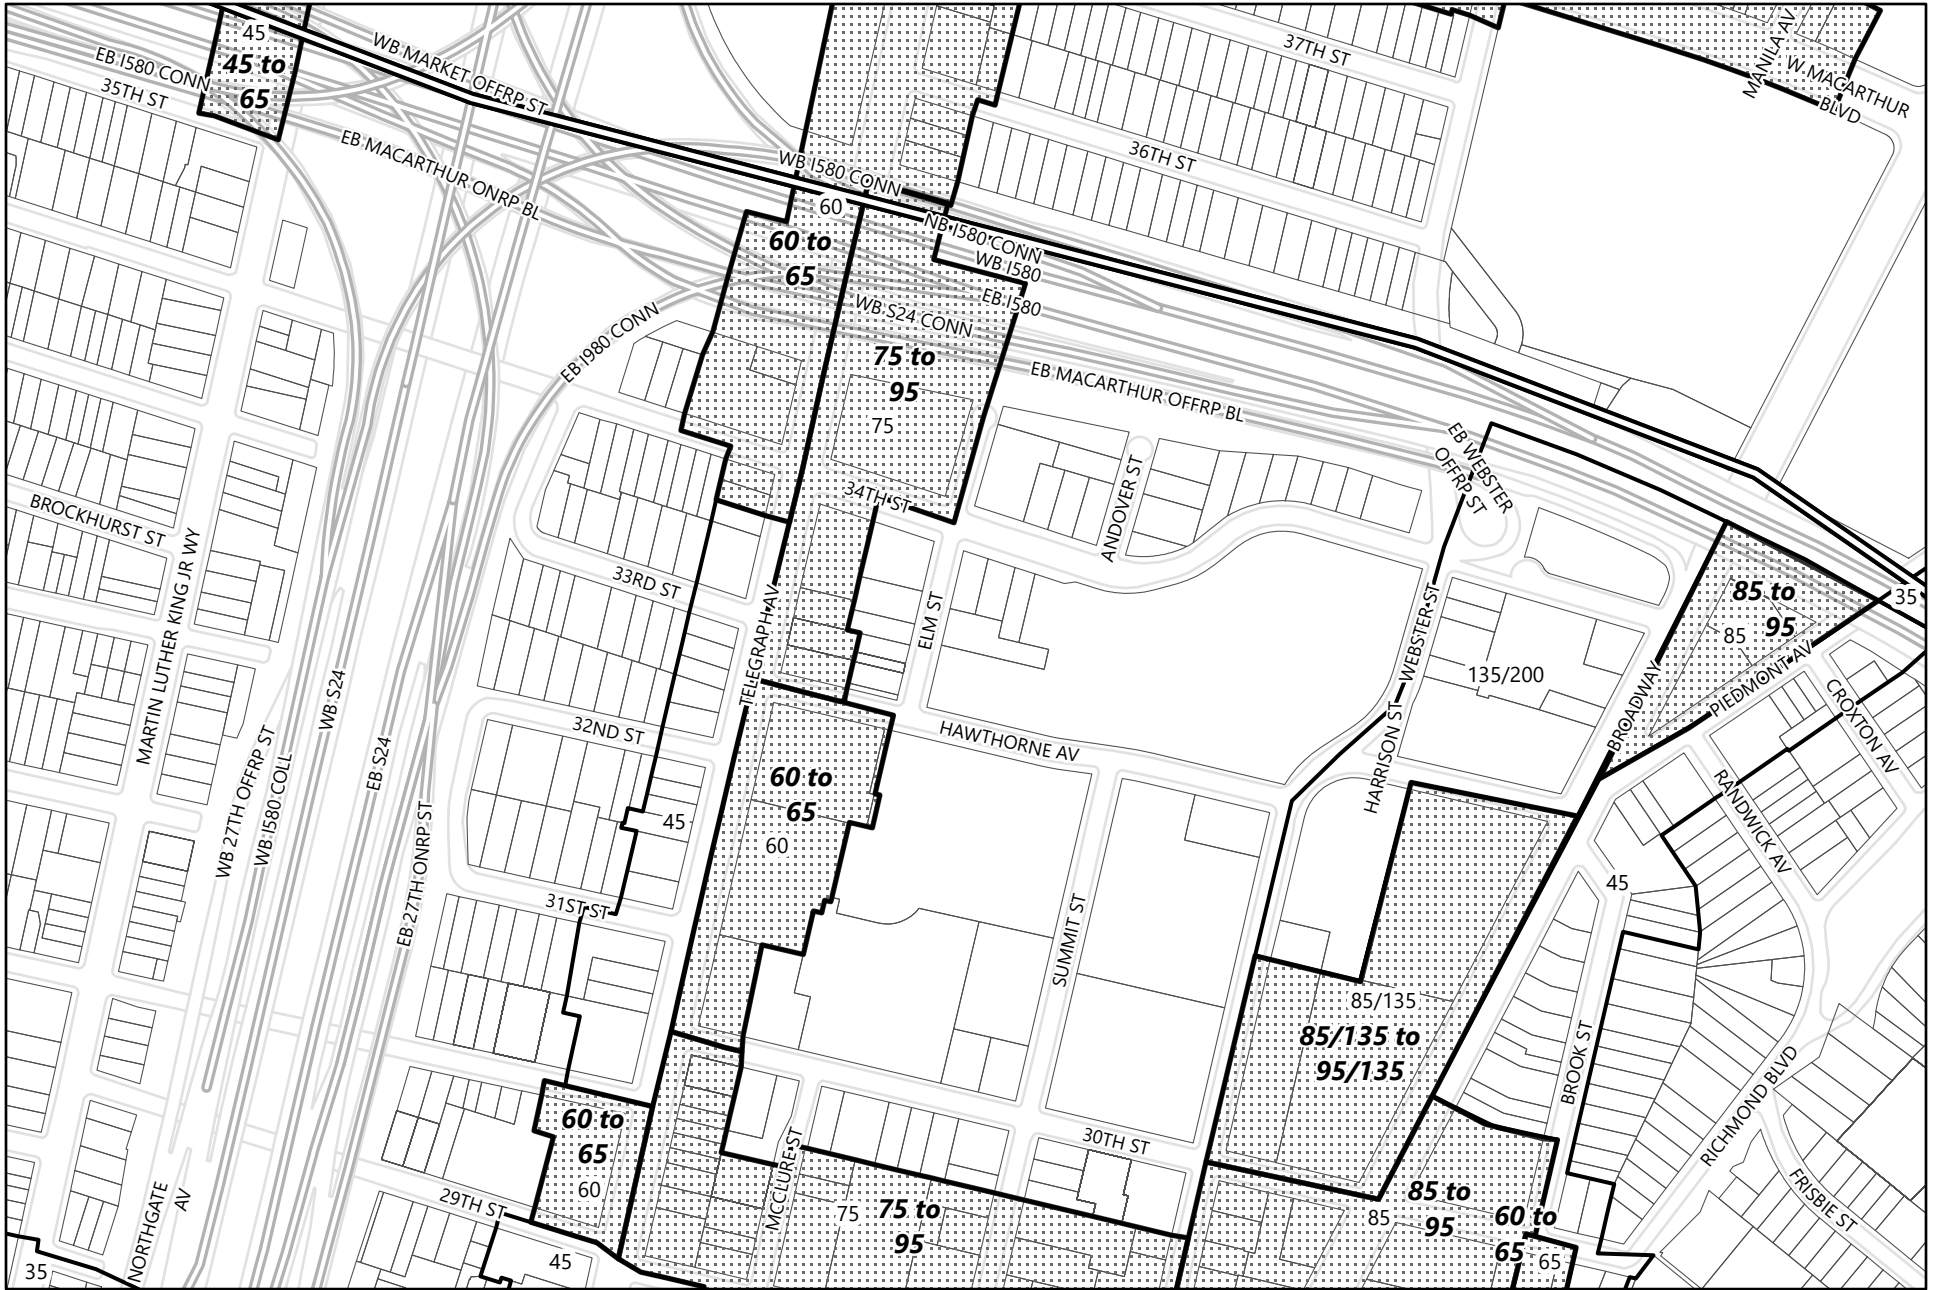 45
45 to
65
WB MARKET OFFRP ST
EB I580 CONN
35TH ST
EB MACARTHUR ONRP BL
37TH ST
MANILA AV
W MACARTHUR
BLVD
36TH ST
WB I580 CONN
60
60 to
65
NB I580 CONN
WB I580
EB I580
WB S24 CONN
75 to
95
75
EB I980 CONN
EB MACARTHUR OFFRP BL
EB WEBSTER
OFFRP ST
34TH ST
ANDOVER ST
BROCKHURST ST
MARTIN LUTHER KING JR WY
33RD ST
TELEGRAPH AV
ELM ST
WEBSTER ST
85 to
95
85
35
135/200
BROADWAY
PIEDMONT AV
CROXTON AV
WB S24
EB S24
32ND ST
HAWTHORNE AV
HARRISON ST
RANDWICK AV
WB 27TH OFFRP ST
WB I580 COLL
EB 27TH ONRP ST
60 to
65
60
45
45
31ST ST
SUMMIT ST
85/135
85/135 to
95/135
BROOK ST
RICHMOND BLVD
60 to
65
60
30TH ST
MCCLURE ST
FRISBIE ST
29TH ST
NORTHGATE
AV
75
75 to
95
85 to
95
85
60 to
65
65
35
45